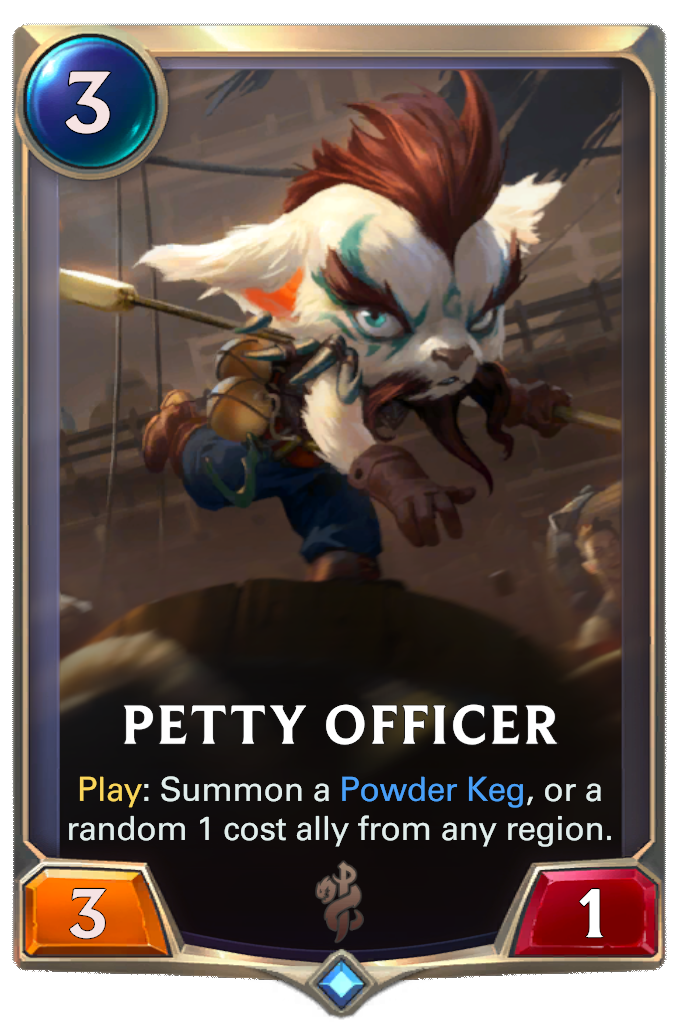 3
PETTY OFFICER
Play: Summon a Powder Keg, or a
random 1 cost ally from any region.
3
1